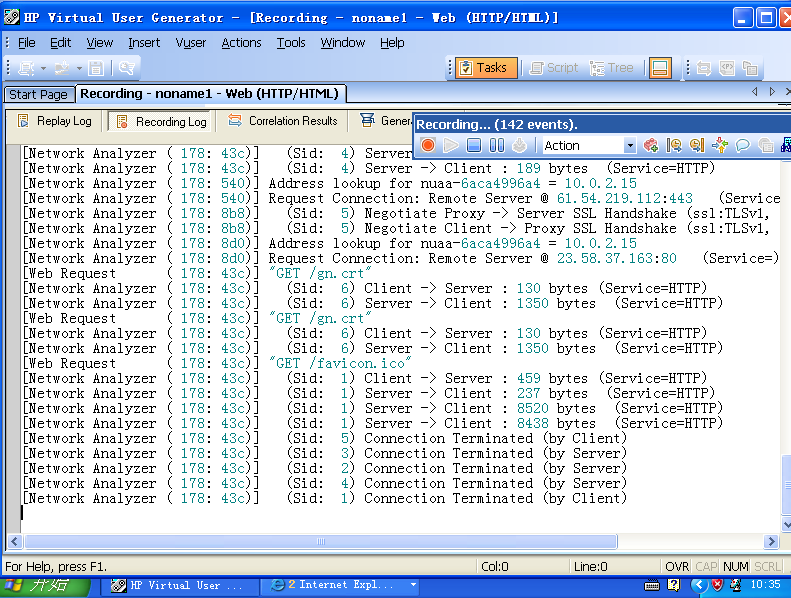 HP Virtual User Generator - [Recording - noname1 - Web (HTTP/HTML)]
File Edit View Insert Vuser Actions Tools Window Help
Tasks Script Tree
Start Page Recording - noname1 - Web (HTTP/HTML)
Replay Log Recording Log Correlation Results Gener
Recording... (142 events).
Action
[Network Analyzer ( 178: 43c)] (Sid: 4) Server
[Network Analyzer ( 178: 43c)] (Sid: 4) Server -> Client : 189 bytes (Service=HTTP)
[Network Analyzer ( 178: 540)] Address lookup for nuaa-6aca4996a4 = 10.0.2.15
[Network Analyzer ( 178: 540)] Request Connection: Remote Server @ 61.54.219.112:443 (Service
[Network Analyzer ( 178: 8b8)] (Sid: 5) Negotiate Proxy -> Server SSL Handshake (ssl:TLSv1,
[Network Analyzer ( 178: 8b8)] (Sid: 5) Negotiate Client -> Proxy SSL Handshake (ssl:TLSv1,
[Network Analyzer ( 178: 8d0)] Address lookup for nuaa-6aca4996a4 = 10.0.2.15
[Network Analyzer ( 178: 8d0)] Request Connection: Remote Server @ 23.58.37.163:80 (Service=)
[Web Request ( 178: 43c)] "GET /gn.crt"
[Network Analyzer ( 178: 43c)] (Sid: 6) Client -> Server : 130 bytes (Service=HTTP)
[Network Analyzer ( 178: 43c)] (Sid: 6) Server -> Client : 1350 bytes (Service=HTTP)
[Web Request ( 178: 43c)] "GET /gn.crt"
[Network Analyzer ( 178: 43c)] (Sid: 6) Client -> Server : 130 bytes (Service=HTTP)
[Network Analyzer ( 178: 43c)] (Sid: 6) Server -> Client : 1350 bytes (Service=HTTP)
[Web Request ( 178: 43c)] "GET /favicon.ico"
[Network Analyzer ( 178: 43c)] (Sid: 1) Client -> Server : 459 bytes (Service=HTTP)
[Network Analyzer ( 178: 43c)] (Sid: 1) Server -> Client : 237 bytes (Service=HTTP)
[Network Analyzer ( 178: 43c)] (Sid: 1) Server -> Client : 8520 bytes (Service=HTTP)
[Network Analyzer ( 178: 43c)] (Sid: 1) Server -> Client : 8438 bytes (Service=HTTP)
[Network Analyzer ( 178: 43c)] (Sid: 5) Connection Terminated (by Client)
[Network Analyzer ( 178: 43c)] (Sid: 3) Connection Terminated (by Server)
[Network Analyzer ( 178: 43c)] (Sid: 2) Connection Terminated (by Server)
[Network Analyzer ( 178: 43c)] (Sid: 4) Connection Terminated (by Server)
[Network Analyzer ( 178: 43c)] (Sid: 1) Connection Terminated (by Client)
For Help, press F1. Col:0 Line:0 OVR CAP NUM SCRL
开始 HP Virtual User ... 2 Internet Expl... 10:35